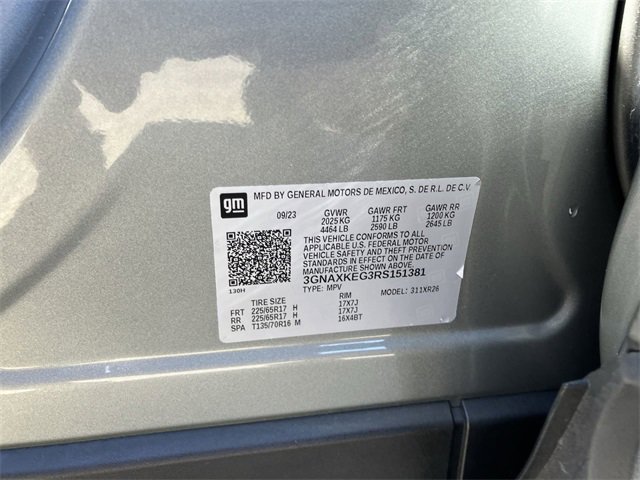 gm MFD BY GENERAL MOTORS DE MEXICO, S. DE R.L. DE C.V.
09/23 GVWR GAWR FRT GAWR RR
2025 KG 1175 KG 1200 KG
4464 LB 2590 LB 2645 LB
THIS VEHICLE CONFORMS TO ALL
APPLICABLE U.S. FEDERAL MOTOR
VEHICLE SAFETY AND THEFT PREVENTION
STANDARDS IN EFFECT ON THE DATE OF
MANUFACTURE SHOWN ABOVE.
3GNAXKEG3RS151381
130H TYPE: MPV MODEL: 311XR26
TIRE SIZE RIM
FRT 225/65R17 H 17X7J
RR 225/65R17 H 17X7J
SPA T135/70R16 M 16X4BT